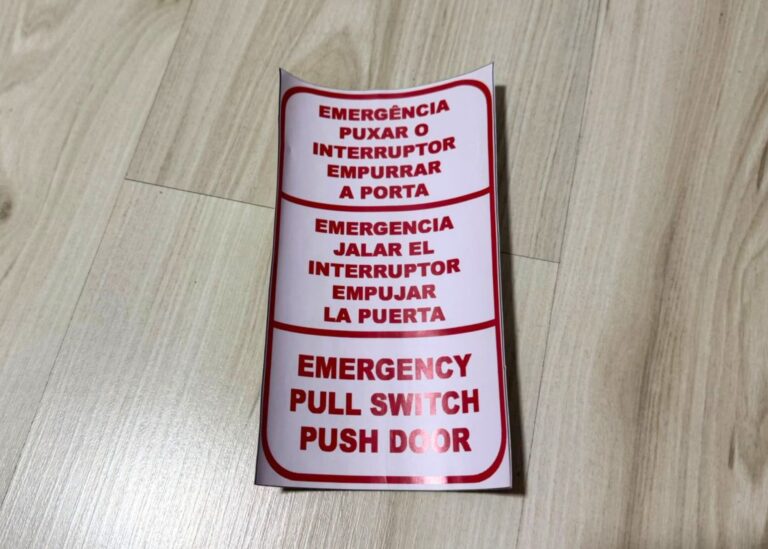 EMERGÊNCIA
PUXAR O
INTERRUPTOR
EMPURRAR
A PORTA
EMERGENCIA
JALAR EL
INTERRUPTOR
EMPUJAR
LA PUERTA
EMERGENCY
PULL SWITCH
PUSH DOOR